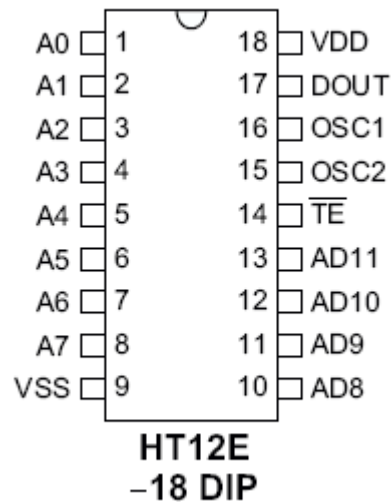 A0 1 18 VDD
A1 2 17 DOUT
A2 3 16 OSC1
A3 4 15 OSC2
A4 5 14 T̅E̅
A5 6 13 AD11
A6 7 12 AD10
A7 8 11 AD9
VSS 9 10 AD8
HT12E
–18 DIP